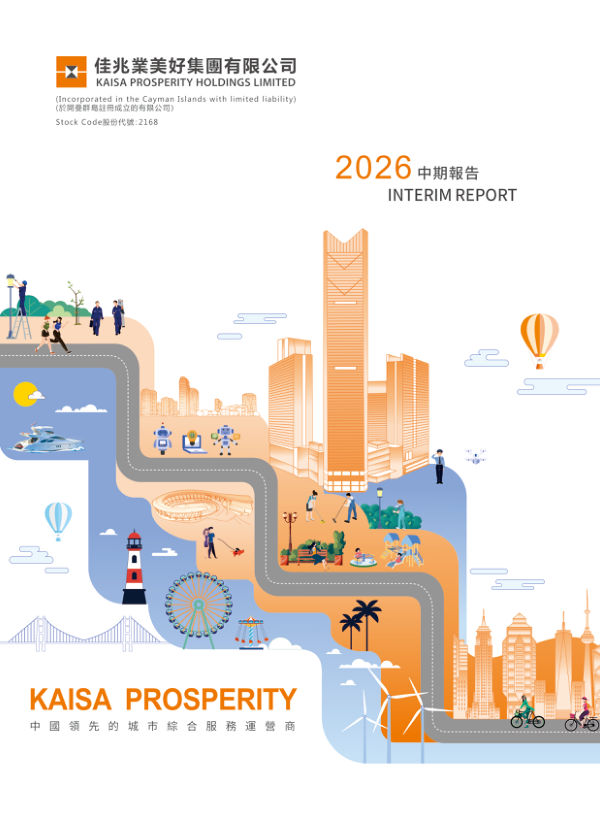 佳兆業美好集團有限公司
KAISA PROSPERITY HOLDINGS LIMITED
(Incorporated in the Cayman Islands with limited liability)
(於開曼群島註冊成立的有限公司)
Stock Code股份代號:2168
2026 中期報告
INTERIM REPORT
KAISA PROSPERITY
中國領先的城市綜合服務運營商